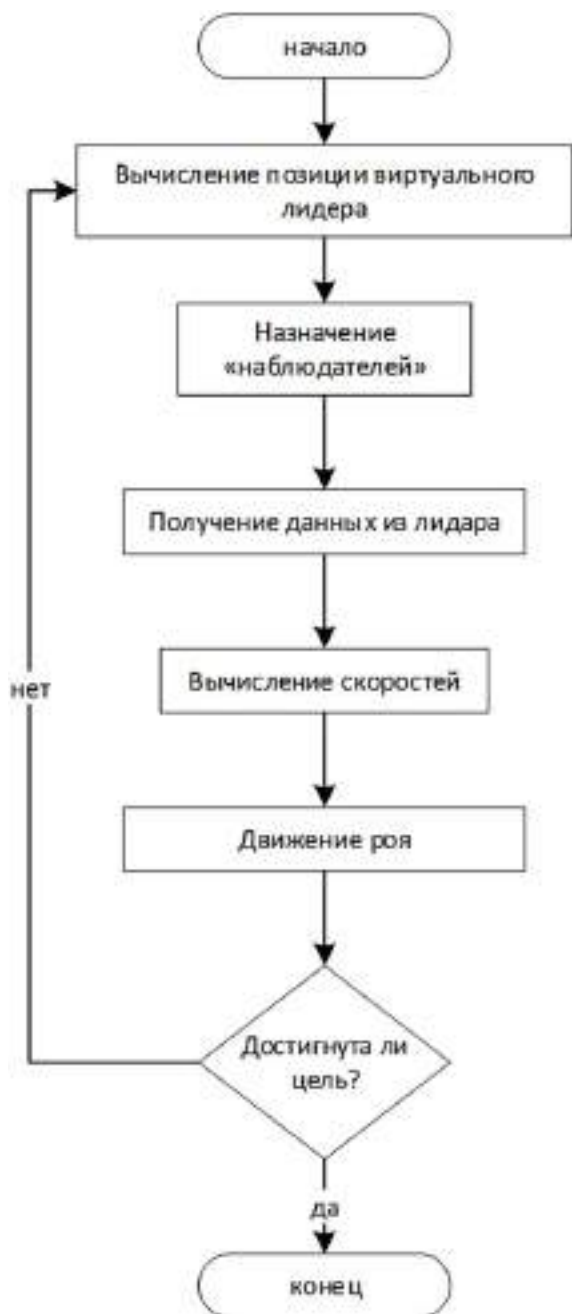 начало
Вычисление позиции виртуального
лидера
Назначение
«наблюдателей»
Получение данных из лидара
Вычисление скоростей
нет
Движение роя
Достигнута ли
цель?
да
конец